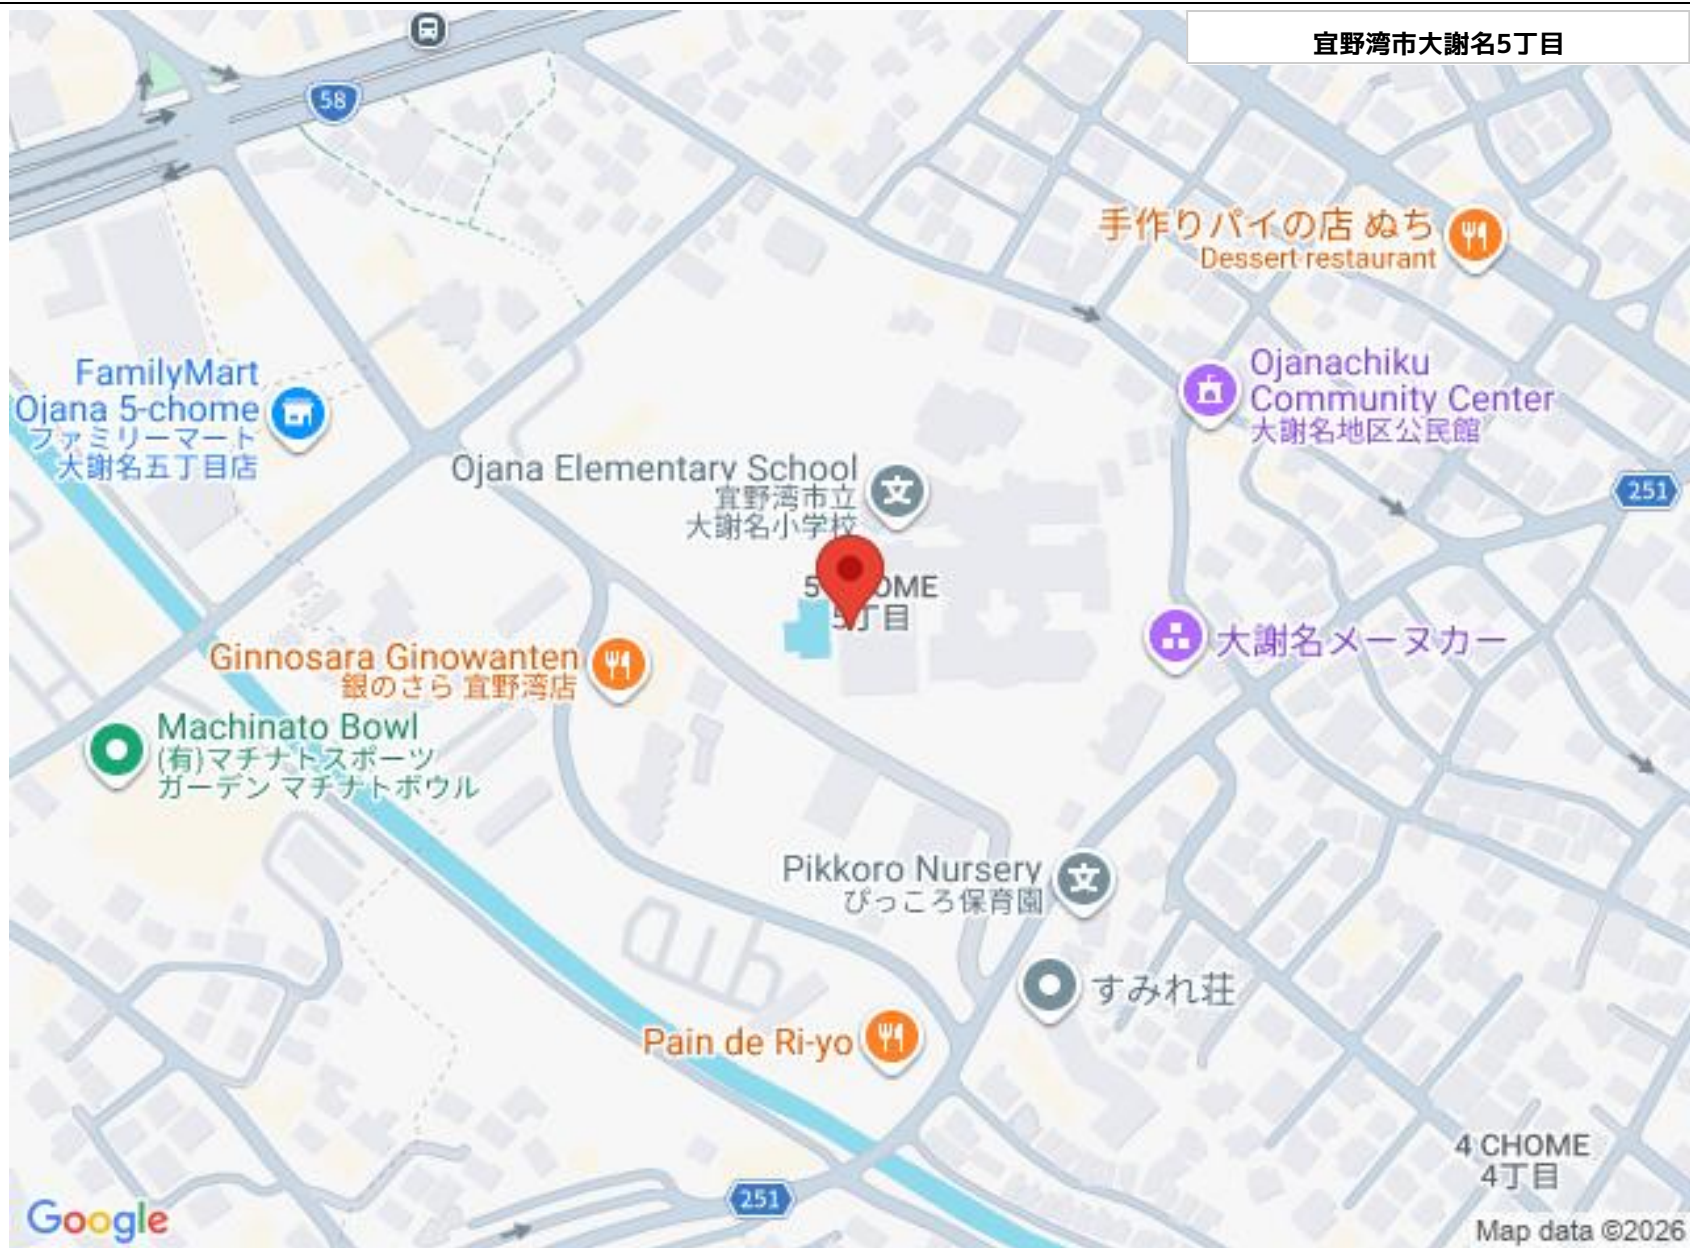 宜野湾市大謝名5丁目
58
手作りパイの店 ぬち
Dessert restaurant
FamilyMart
Ojana 5-chome
ファミリーマート
大謝名五丁目店
Ojanachiku
Community Center
大謝名地区公民館
Ojana Elementary School
宜野湾市立
大謝名小学校
251
5 CHOME
5丁目
大謝名メーヌカー
Ginnosara Ginowanten
銀のさら 宜野湾店
Machinato Bowl
(有)マチナトスポーツ
ガーデン マチナトボウル
Pikkoro Nursery
ぴっころ保育園
すみれ荘
Pain de Ri-yo
4 CHOME
4丁目
251
Google
Map data ©2026